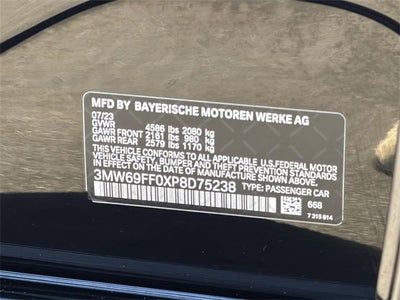 MFD BY BAYERISCHE MOTOREN WERKE AG
07/23
GVWR 4586 lbs 2080 kg
GAWR FRONT 2161 lbs 980 kg
GAWR REAR 2579 lbs 1170 kg
THIS VEHICLE CONFORMS TO ALL APPLICABLE U.S. FEDERAL MOTOR
VEHICLE SAFETY, BUMPER, AND THEFT PREVENTION STANDARDS
IN EFFECT ON THE DATE OF MANUFACTURE SHOWN ABOVE.
3MW69FF0XP8D75238 TYPE: PASSENGER CAR
668
7 315 814